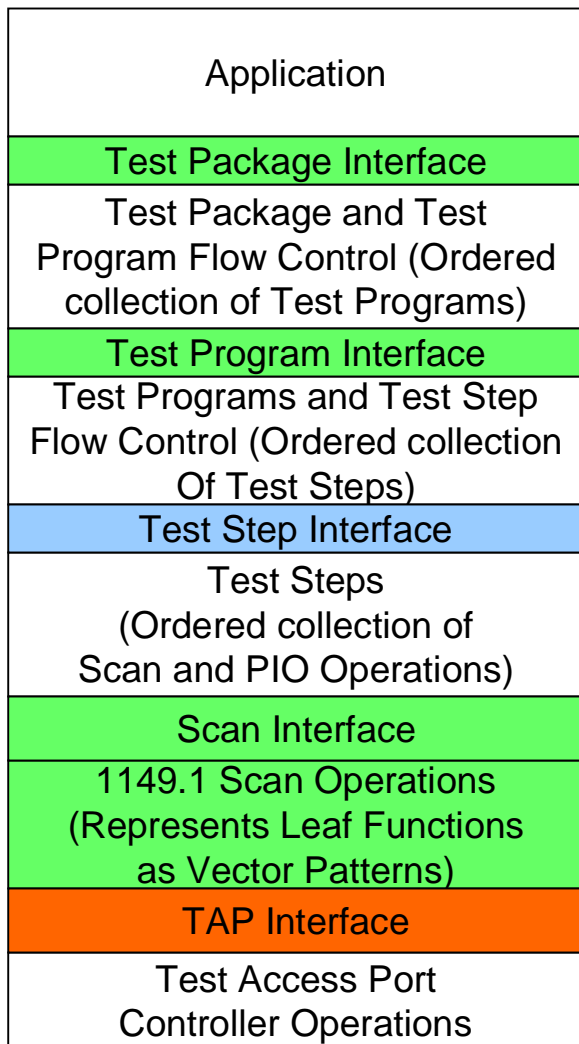 Application
Test Package Interface
Test Package and Test
Program Flow Control (Ordered
collection of Test Programs)
Test Program Interface
Test Programs and Test Step
Flow Control (Ordered collection
Of Test Steps)
Test Step Interface
Test Steps
(Ordered collection of
Scan and PIO Operations)
Scan Interface
1149.1 Scan Operations
(Represents Leaf Functions
as Vector Patterns)
TAP Interface
Test Access Port
Controller Operations